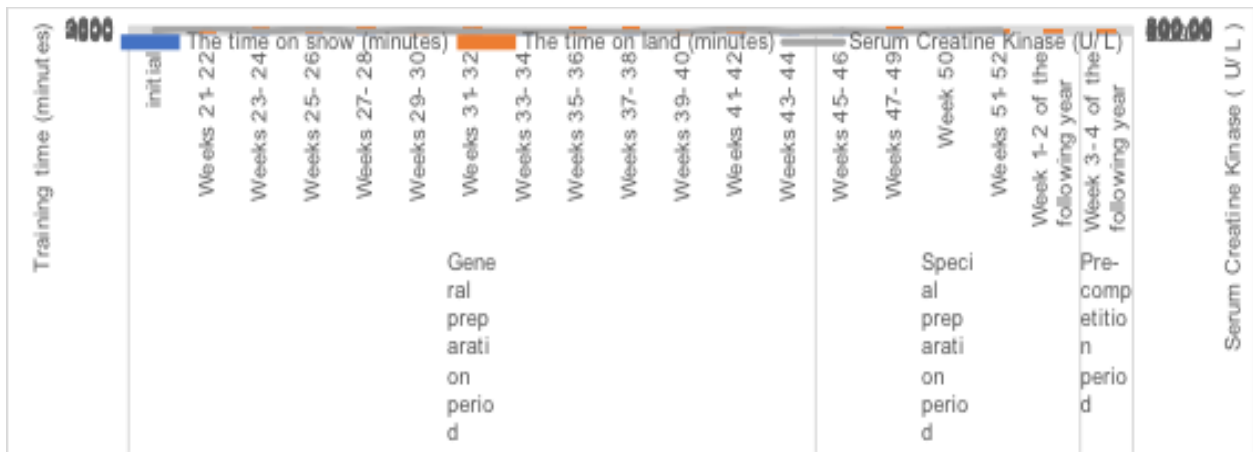 Training time (minutes)
The time on snow (minutes)
The time on land (minutes)
Serum Creatine Kinase (U/L)
initial
Weeks 21-22
Weeks 23-24
Weeks 25-26
Weeks 27-28
Weeks 29-30
Weeks 31-32
Weeks 33-34
Weeks 35-36
Weeks 37-38
Weeks 39-40
Weeks 41-42
Weeks 43-44
Weeks 45-46
Weeks 47-49
Week 50
Weeks 51-52
Week 1-2 of the
following year
Week 3-4 of the
following year
Gene
ral
prep
arati
on
perio
d
Speci
al
prep
arati
on
perio
d
Pre-
comp
etitio
n
perio
d
Serum Creatine Kinase ( U/L )